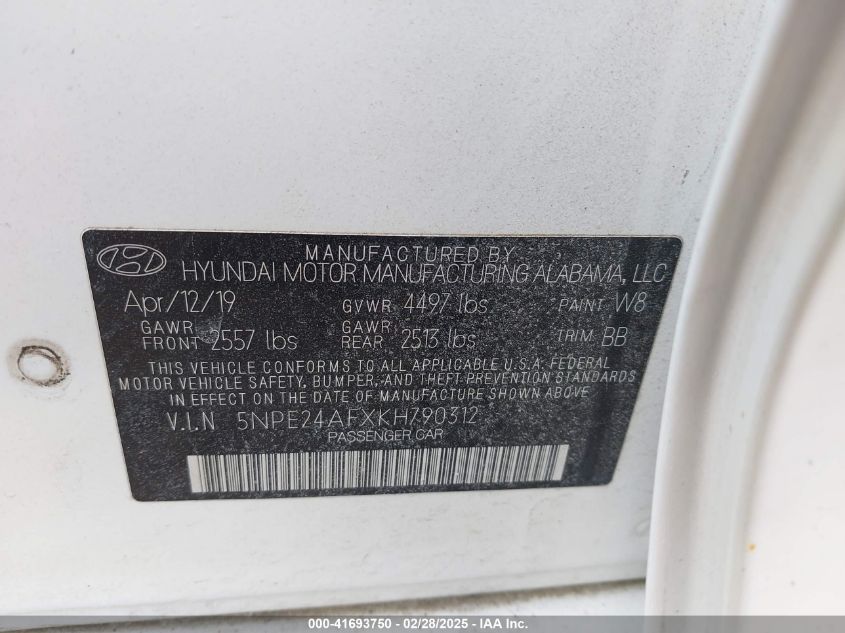 MANUFACTURED BY
HYUNDAI MOTOR MANUFACTURING ALABAMA, LLC
Apr/12/19 GVWR 4497 lbs PAINT W8
GAWR FRONT 2557 lbs GAWR REAR 2513 lbs TRIM BB
THIS VEHICLE CONFORMS TO ALL APPLICABLE U.S.A. FEDERAL
MOTOR VEHICLE SAFETY, BUMPER, AND THEFT PREVENTION STANDARDS
IN EFFECT ON THE DATE OF MANUFACTURE SHOWN ABOVE
V.I.N 5NPE24AFXKH790312
PASSENGER CAR
000-41693750 - 02/28/2025 - IAA Inc.